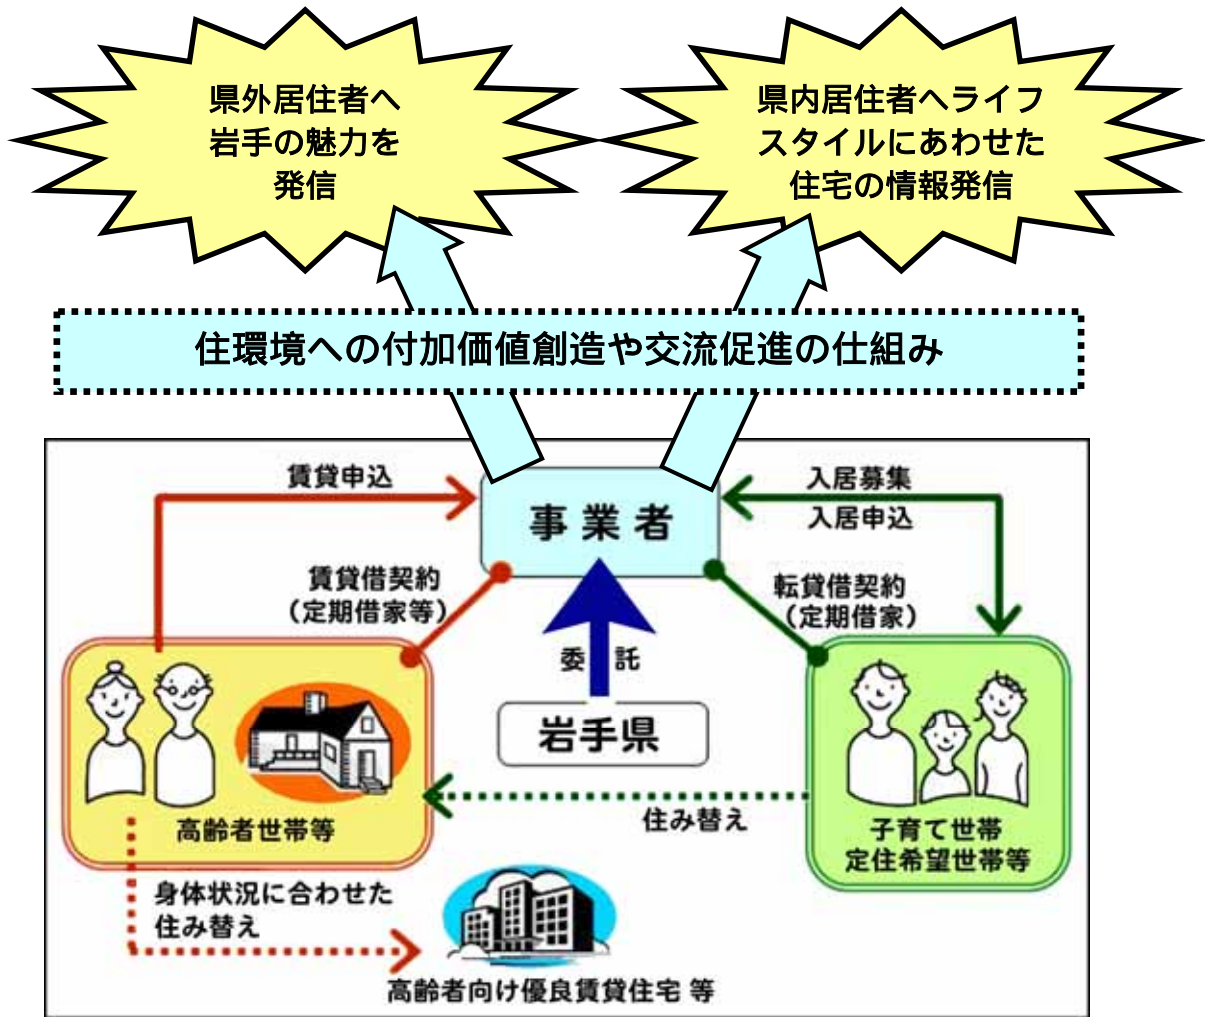 県外居住者へ
岩手の魅力を
発信
県内居住者へライフ
スタイルにあわせた
住宅の情報発信
住環境への付加価値創造や交流促進の仕組み
賃貸申込
入居募集
入居申込
事業者
賃貸借契約
（定期借家等）
転貸借契約
（定期借家）
委託
岩手県
高齢者世帯等
住み替え
子育て世帯
定住希望世帯等
身体状況に合わせた
住み替え
高齢者向け優良賃貸住宅 等